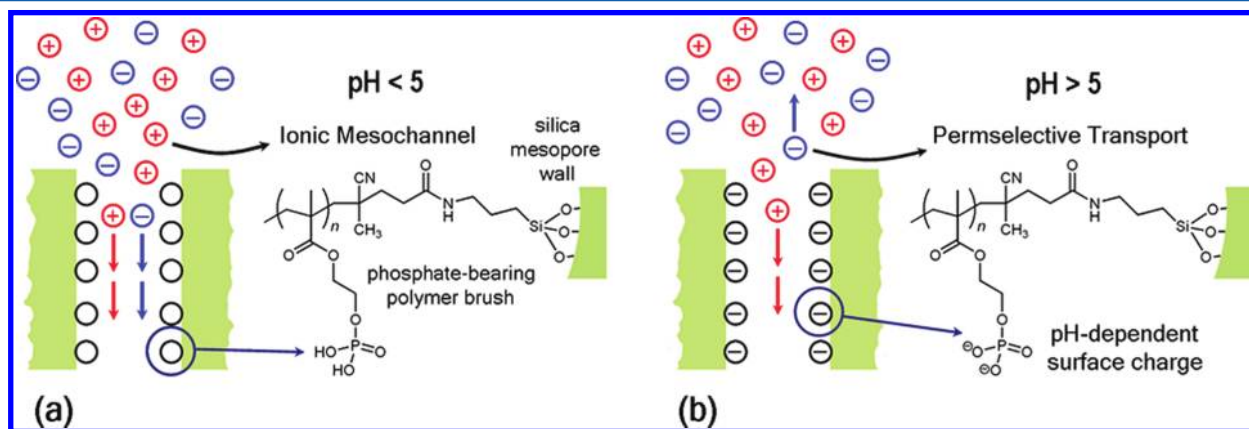 pH < 5
Ionic Mesochannel
silica
mesopore
wall
CN
O
N
H
n
CH3
Si
O
O
O
O
O
phosphate-bearing
polymer brush
O
HO
P
O
HO
(a)
pH > 5
Permselective Transport
CN
O
N
H
n
CH3
Si
O
O
O
O
O
O
O
P
O
O
pH-dependent
surface charge
(b)